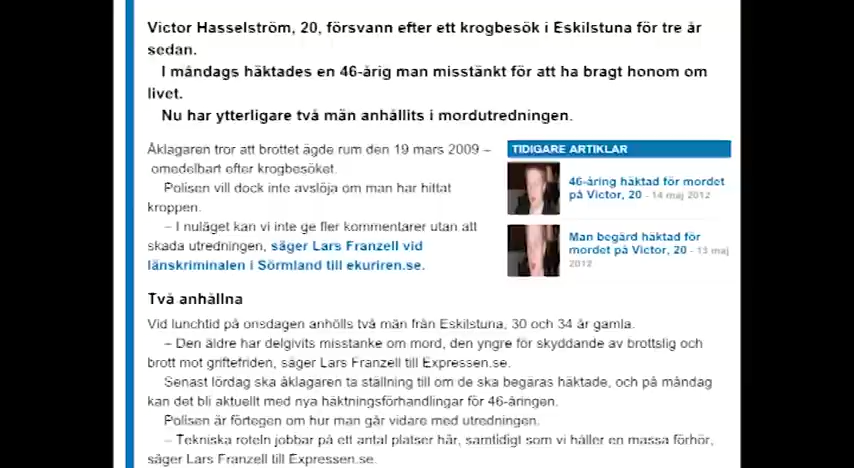 Victor Hasselström, 20, försvann efter ett krogbesök i Eskilstuna för tre år
sedan.
I måndags häktades en 46-årig man misstänkt för att ha bragt honom om
livet.
Nu har ytterligare två män anhållits i mordutredningen.
Åklagaren tror att brottet ägde rum den 19 mars 2009 –
omedelbart efter krogbesöket.
Polisen vill dock inte avslöja om man har hittat
kroppen.
– I nuläget kan vi inte ge fler kommentarer utan att
skada utredningen, säger Lars Franzell vid
länskriminalen i Sörmland till ekuriren.se.
TIDIGARE ARTIKLAR
46-åring häktad för mordet
på Victor, 20 - 14 maj 2012
Man begärd häktad för
mordet på Victor, 20 - 13 maj
2012
Två anhållna
Vid lunchtid på onsdagen anhölls två män från Eskilstuna, 30 och 34 år gamla.
– Den äldre har delgivits misstanke om mord, den yngre för skyddande av brottslig och
brott mot griftefriden, säger Lars Franzell till Expressen.se.
Senast lördag ska åklagaren ta ställning till om de ska begäras häktade, och på måndag
kan det bli aktuellt med nya häktningsförhandlingar för 46-åringen.
Polisen är förtegen om hur man går vidare med utredningen.
– Tekniska roteln jobbar på ett antal platser här, samtidigt som vi håller en massa förhör,
säger Lars Franzell till Expressen.se.